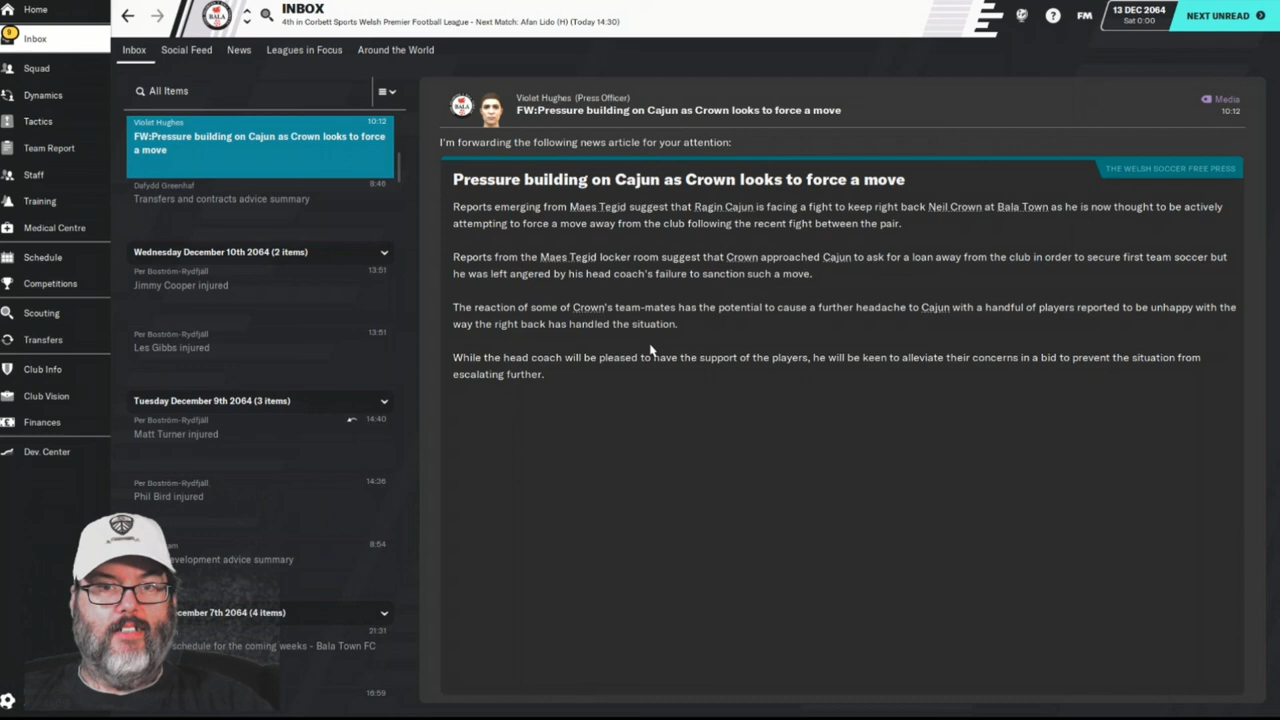 Home
INBOX
4th in Corbett Sports Welsh Premier Football League - Next Match: Afan Lido (H) (Today 14:30)
FM
13 DEC 2064
Sat 0:00
NEXT UNREAD
9
Inbox
Squad
Dynamics
Tactics
Team Report
Staff
Training
Medical Centre
Schedule
Competitions
Scouting
Transfers
Club Info
Club Vision
Finances
Dev. Center
Inbox Social Feed News Leagues in Focus Around the World
All Items
Violet Hughes 10:12
FW:Pressure building on Cajun as Crown looks to force a move
Dafydd Greenhaf 8:46
Transfers and contracts advice summary
Wednesday December 10th 2064 (2 items)
Per Boström-Rydfjäll 13:51
Jimmy Cooper injured
Per Boström-Rydfjäll 13:51
Les Gibbs injured
Tuesday December 9th 2064 (3 items)
Per Boström-Rydfjäll 14:40
Matt Turner injured
Per Boström-Rydfjäll 14:36
Phil Bird injured
8:54
evelopment advice summary
cember 7th 2064 (4 items)
21:31
schedule for the coming weeks - Bala Town FC
18:59
BALA
Violet Hughes (Press Officer)
FW:Pressure building on Cajun as Crown looks to force a move
Media
10:12
I'm forwarding the following news article for your attention:
THE WELSH SOCCER FREE PRESS
Pressure building on Cajun as Crown looks to force a move
Reports emerging from Maes Tegid suggest that Ragin Cajun is facing a fight to keep right back Neil Crown at Bala Town as he is now thought to be actively
attempting to force a move away from the club following the recent fight between the pair.
Reports from the Maes Tegid locker room suggest that Crown approached Cajun to ask for a loan away from the club in order to secure first team soccer but
he was left angered by his head coach's failure to sanction such a move.
The reaction of some of Crown's team-mates has the potential to cause a further headache to Cajun with a handful of players reported to be unhappy with the
way the right back has handled the situation.
While the head coach will be pleased to have the support of the players, he will be keen to alleviate their concerns in a bid to prevent the situation from
escalating further.